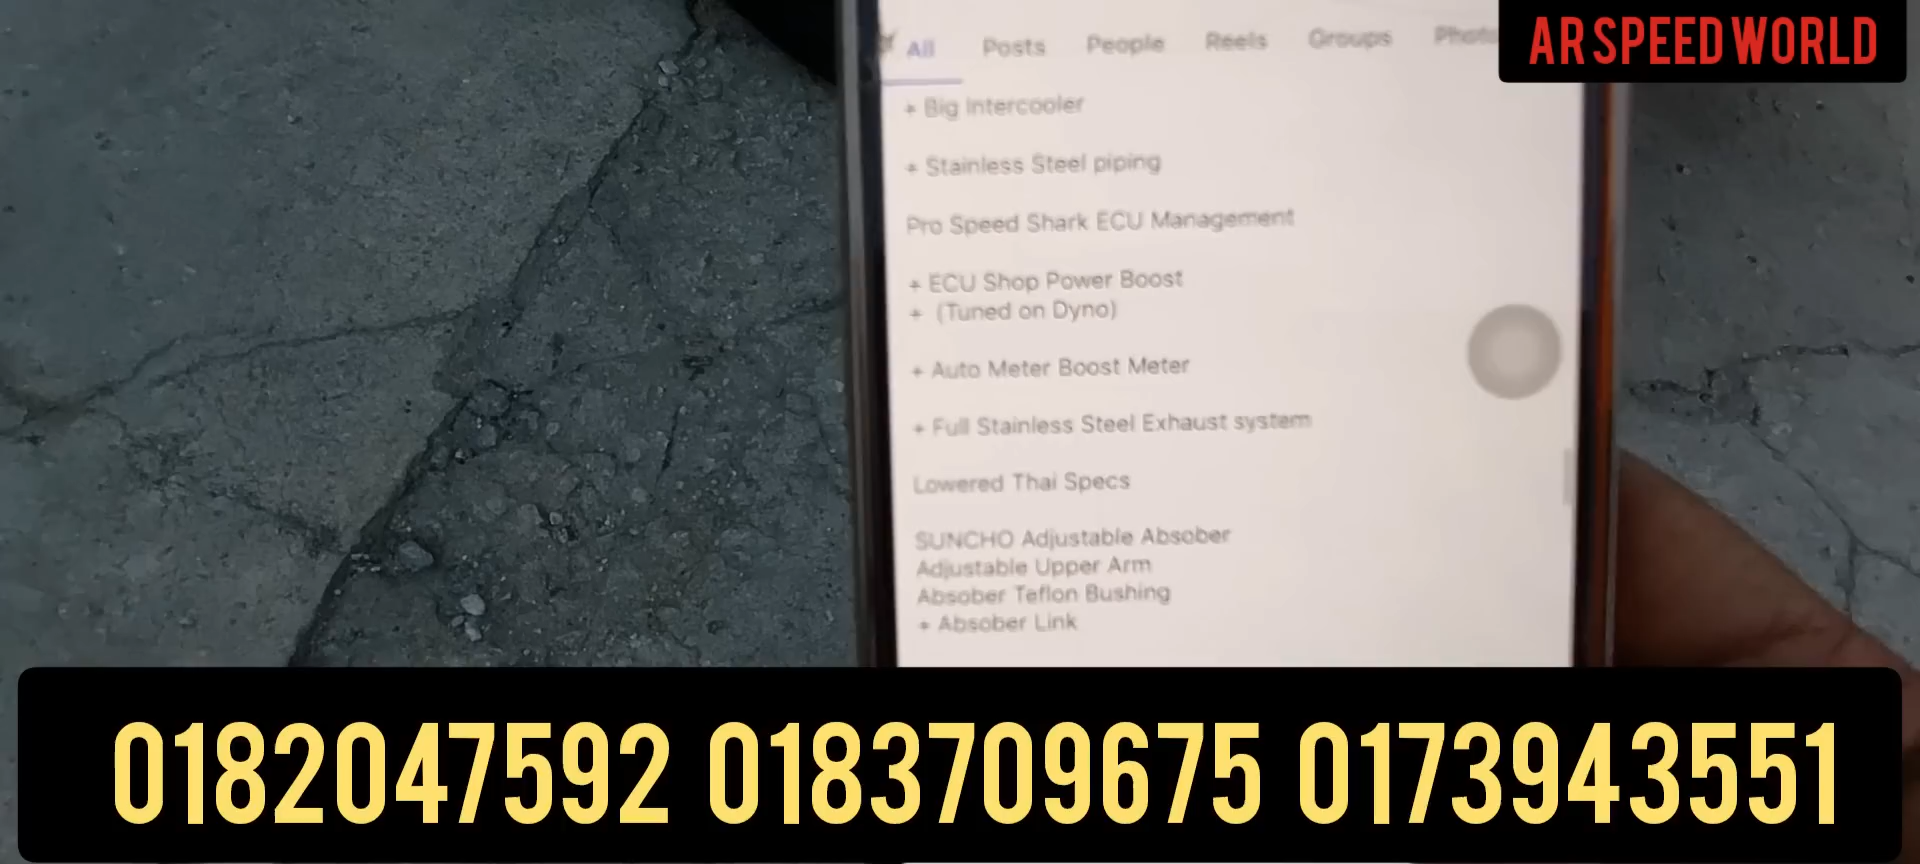 AR SPEED WORLD
All Posts People Reels Groups
+ Big Intercooler
+ Stainless Steel piping
Pro Speed Shark ECU Management
+ ECU Shop Power Boost
+ (Tuned on Dyno)
+ Auto Meter Boost Meter
+ Full Stainless Steel Exhaust system
Lowered Thai Specs
SUNCHO Adjustable Absober
Adjustable Upper Arm
Absober Teflon Bushing
+ Absober Link
0182047592 0183709675 0173943551